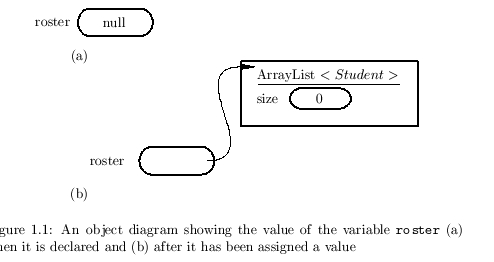 roster null
(a)
ArrayList < Student >
size 0
roster
(b)
gure 1.1: An object diagram showing the value of the variable roster (a)
hen it is declared and (b) after it has been assigned a value